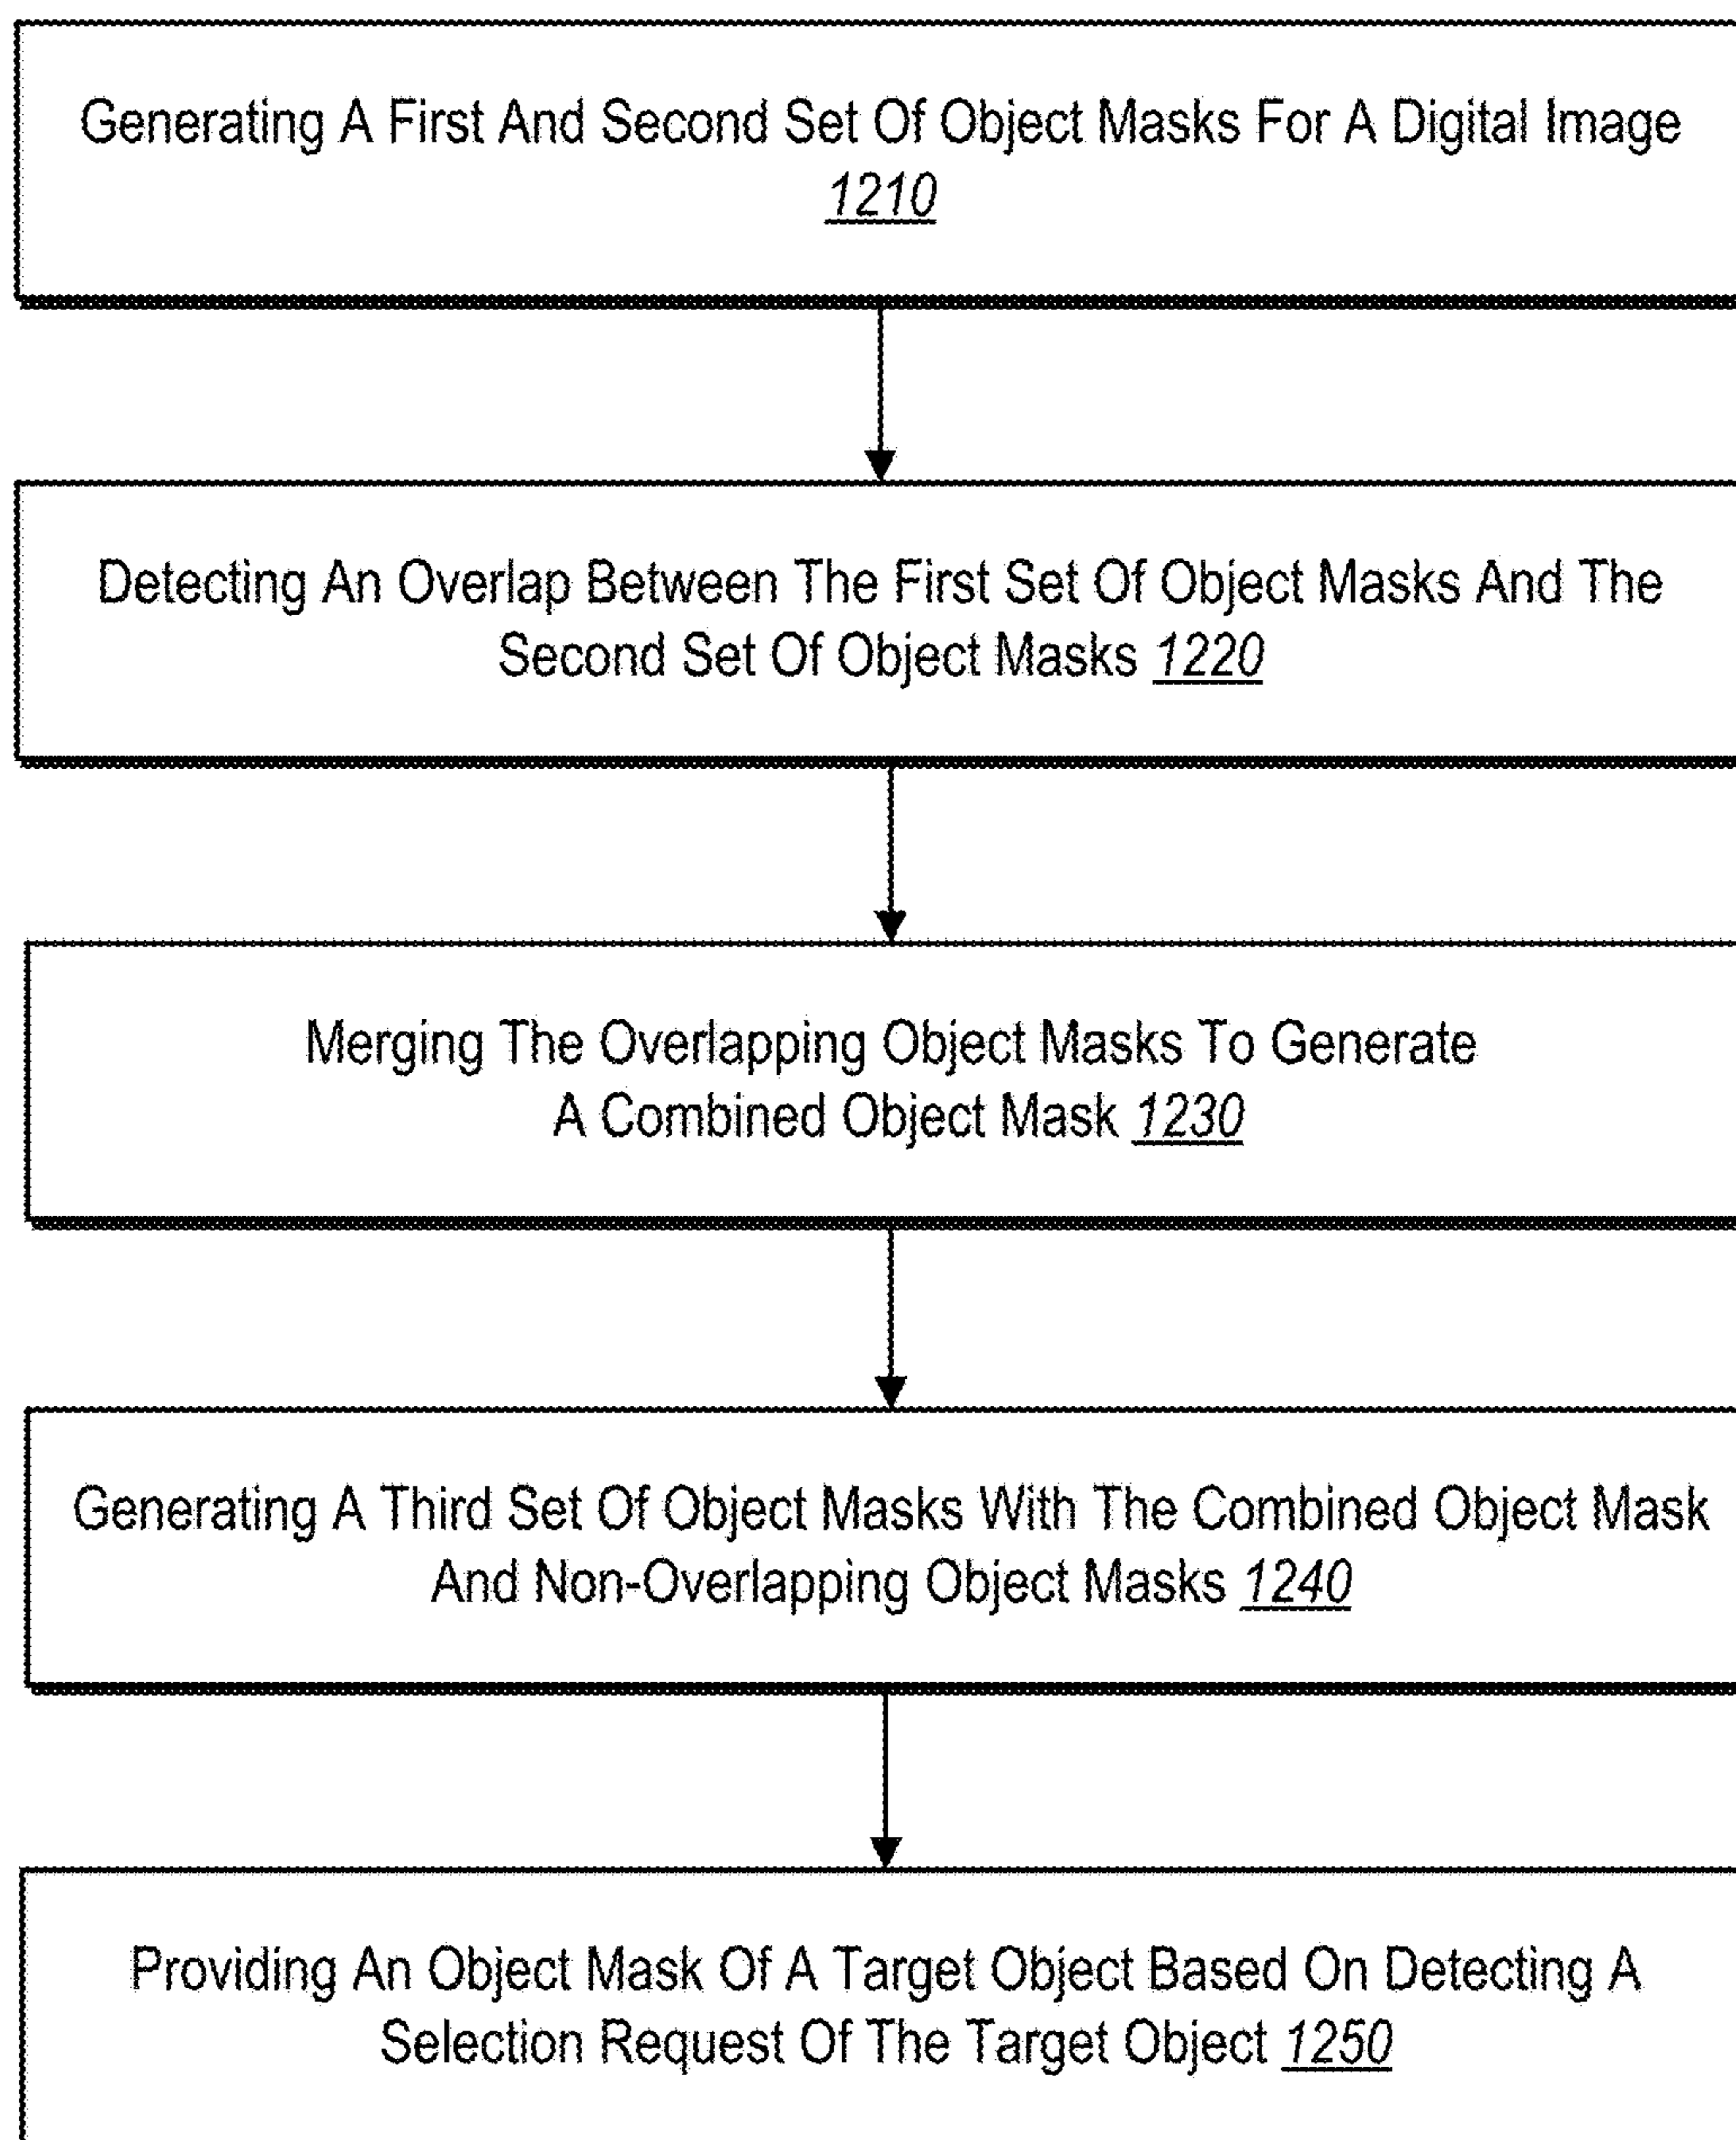 Generating A First And Second Set Of Object Masks For A Digital Image
1210
Detecting An Overlap Between The First Set Of Object Masks And The
Second Set Of Object Masks 1220
Merging The Overlapping Object Masks To Generate
A Combined Object Mask 1230
Generating A Third Set Of Object Masks With The Combined Object Mask
And Non-Overlapping Object Masks 1240
Providing An Object Mask Of A Target Object Based On Detecting A
Selection Request Of The Target Object 1250